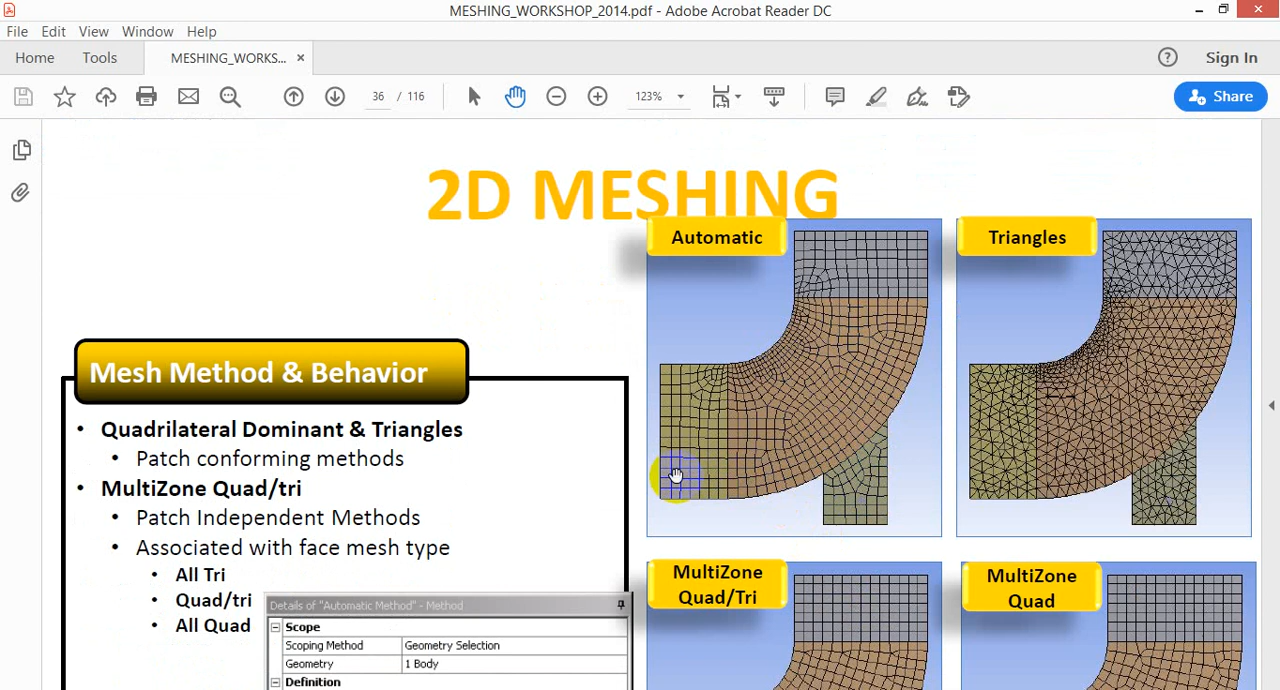 MESHING_WORKSHOP_2014.pdf - Adobe Acrobat Reader DC
File Edit View Window Help
Home Tools MESHING_WORKS... ×
Sign In
36 / 116
123%
Share
2D MESHING
Automatic
Triangles
Mesh Method & Behavior
• Quadrilateral Dominant & Triangles
• Patch conforming methods
• MultiZone Quad/tri
• Patch Independent Methods
• Associated with face mesh type
• All Tri
• Quad/tri
• All Quad
MultiZone
Quad/Tri
MultiZone
Quad
Details of "Automatic Method" - Method
Scope
Scoping Method Geometry Selection
Geometry 1 Body
Definition